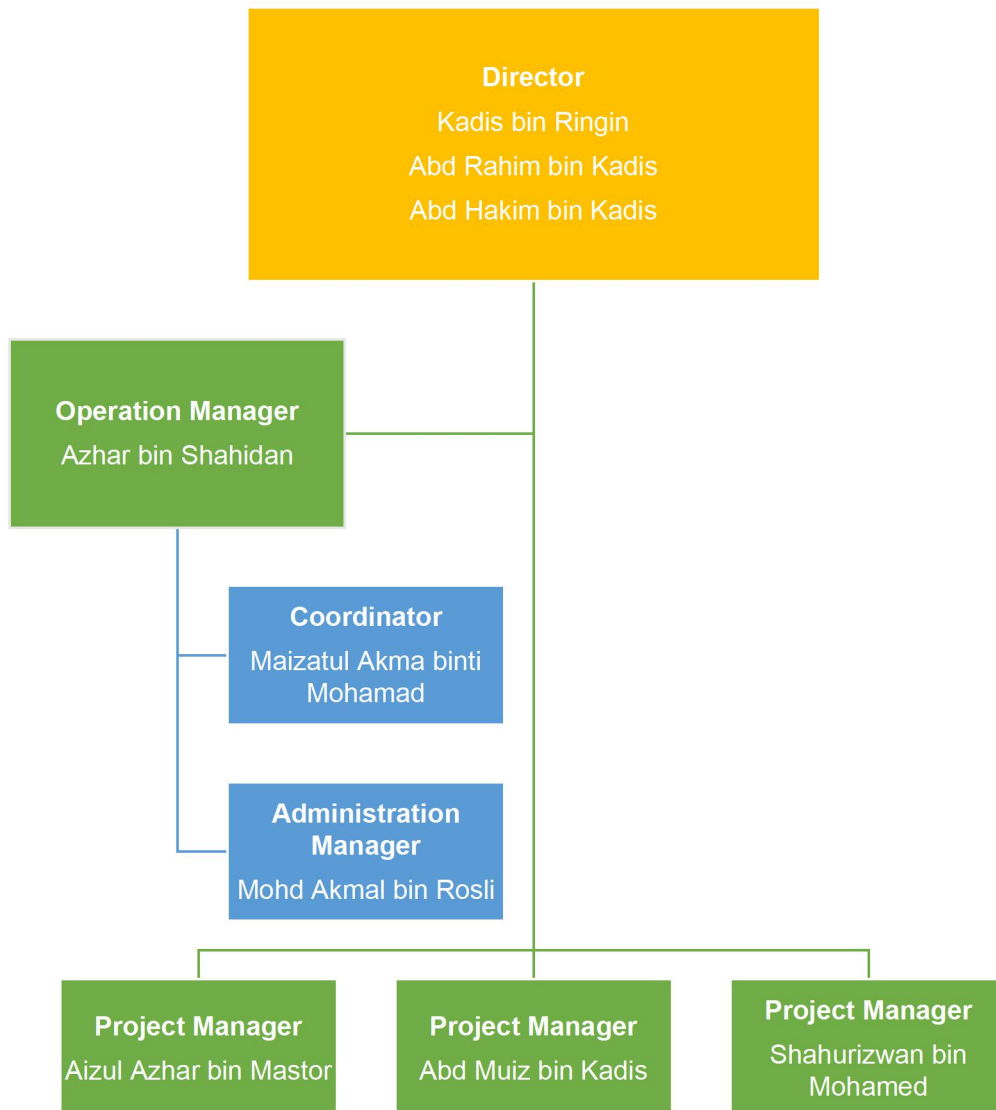 Director
Kadis bin Ringin
Abd Rahim bin Kadis
Abd Hakim bin Kadis
Operation Manager
Azhar bin Shahidan
Coordinator
Maizatul Akma binti
Mohamad
Administration
Manager
Mohd Akmal bin Rosli
Project Manager
Aizul Azhar bin Mastor
Project Manager
Abd Muiz bin Kadis
Project Manager
Shahurizwan bin
Mohamed